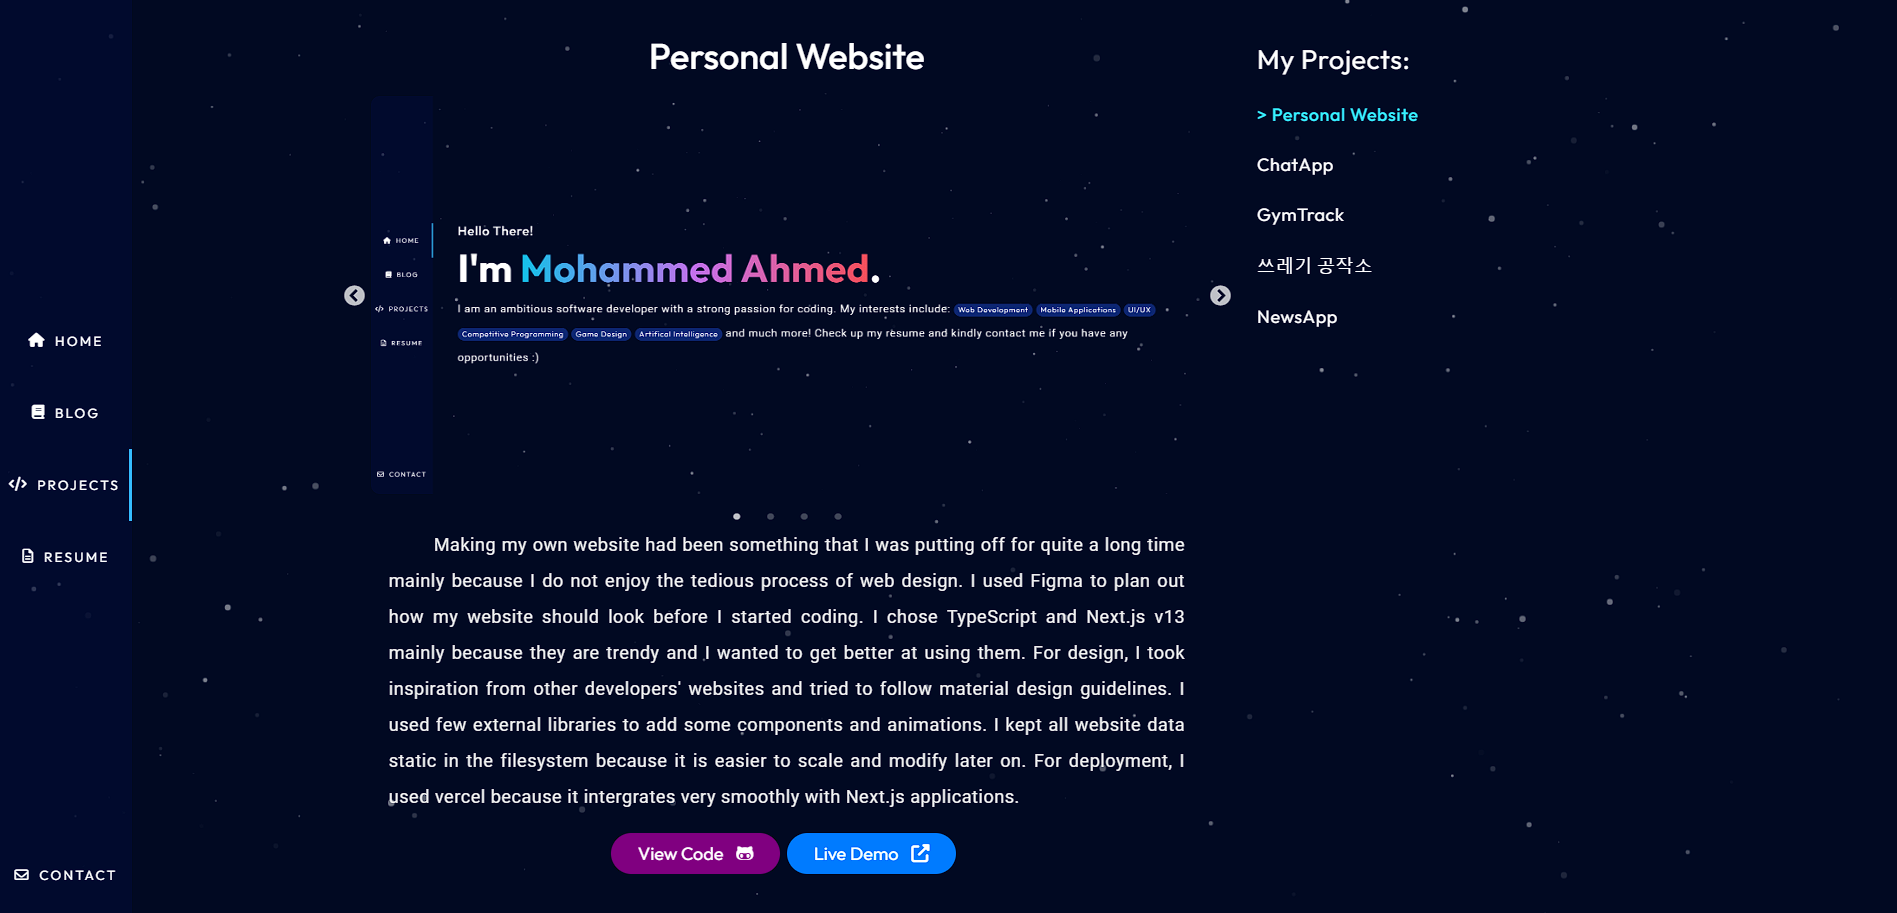 HOME
BLOG
PROJECTS
RESUME
CONTACT
Personal Website
HOME
BLOG
PROJECTS
RESUME
CONTACT
Hello There!
I'm Mohammed Ahmed.
I am an ambitious software developer with a strong passion for coding. My interests include: Web Development Mobile Applications UI/UX
Competitive Programming Game Design Artifical Intelligence and much more! Check up my resume and kindly contact me if you have any
opportunities :)
Making my own website had been something that I was putting off for quite a long time
mainly because I do not enjoy the tedious process of web design. I used Figma to plan out
how my website should look before I started coding. I chose TypeScript and Next.js v13
mainly because they are trendy and I wanted to get better at using them. For design, I took
inspiration from other developers' websites and tried to follow material design guidelines. I
used few external libraries to add some components and animations. I kept all website data
static in the filesystem because it is easier to scale and modify later on. For deployment, I
used vercel because it intergrates very smoothly with Next.js applications.
View Code
Live Demo
My Projects:
> Personal Website
ChatApp
GymTrack
쓰레기 공작소
NewsApp